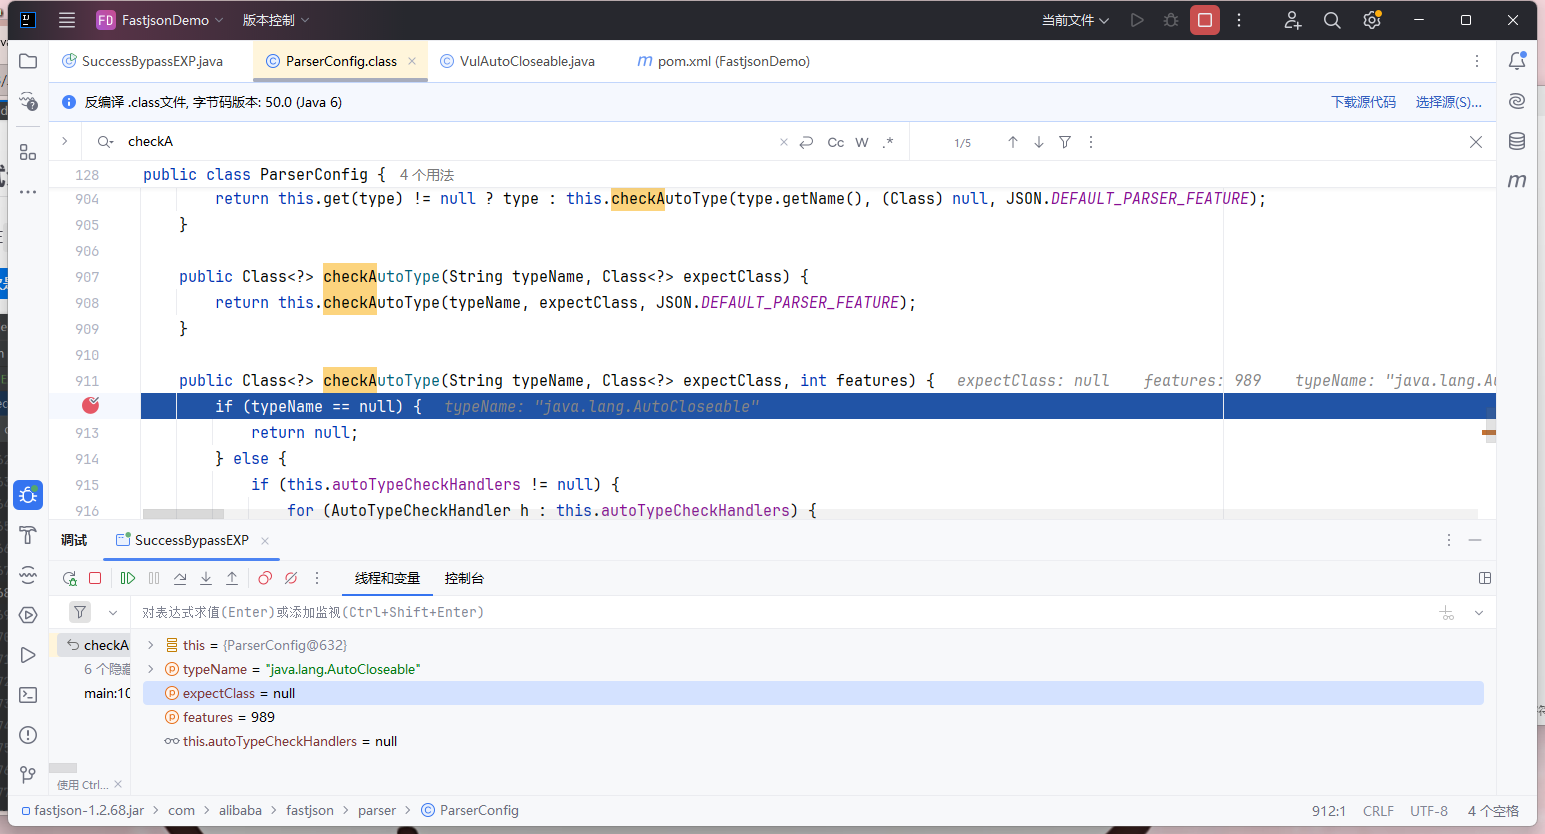 FD FastjsonDemo 版本控制 当前文件
SuccessBypassEXP.java ParserConfig.class VulAutoCloseable.java pom.xml (FastjsonDemo)
反编译 .class文件, 字节码版本: 50.0 (Java 6) 下载源代码 选择源(S)...
checkA Cc W .* 1/5
128 public class ParserConfig { 4 个用法
904 return this.get(type) != null ? type : this.checkAutoType(type.getName(), (Class) null, JSON.DEFAULT_PARSER_FEATURE);
905 }
906
907 public Class<?> checkAutoType(String typeName, Class<?> expectClass) {
908 return this.checkAutoType(typeName, expectClass, JSON.DEFAULT_PARSER_FEATURE);
909 }
910
911 public Class<?> checkAutoType(String typeName, Class<?> expectClass, int features) { expectClass: null features: 989 typeName: "java.lang.Au
if (typeName == null) { typeName: "java.lang.AutoCloseable"
913 return null;
914 } else {
915 if (this.autoTypeCheckHandlers != null) {
916 for (AutoTypeCheckHandler h : this.autoTypeCheckHandlers) {
调试 SuccessBypassEXP
线程和变量 控制台
对表达式求值(Enter)或添加监视(Ctrl+Shift+Enter)
checkA this = {ParserConfig@632}
6 个隐藏 typeName = "java.lang.AutoCloseable"
main:10 expectClass = null
features = 989
this.autoTypeCheckHandlers = null
使用 Ctrl...
fastjson-1.2.68.jar com alibaba fastjson parser ParserConfig 912:1 CRLF UTF-8 4 个空格